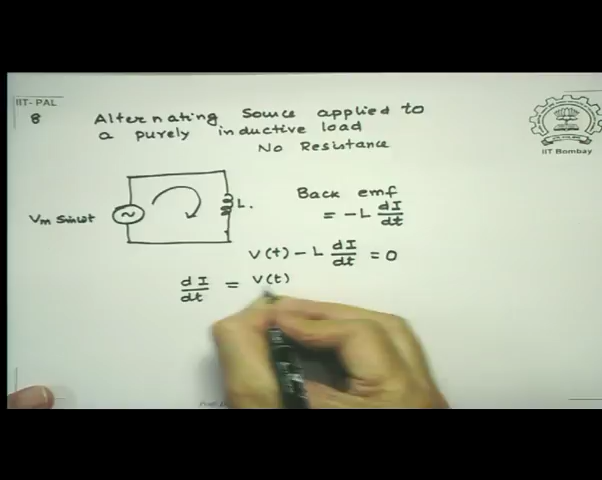 IIT- PAL
8
Alternating Source applied to
a purely inductive load
No Resistance
Vm Sinωt
L.
Back emf
= -L dI/dt
V(t) - L dI/dt = 0
dI/dt = V(t)
IIT Bombay